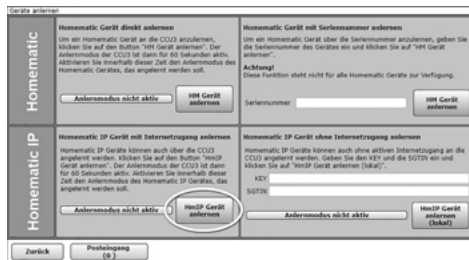 Geräte anlernen
Homematic
Homematic Gerät direkt anlernen
Um ein Homematic Gerät an die CCU3 anzulernen,
klicken Sie auf den Button "HM Gerät anlernen". Der
Anlernmodus der CCU3 ist dann für 60 Sekunden aktiv.
Aktivieren Sie innerhalb dieser Zeit den Anlernmodus des
Homematic Gerätes, das angelernt werden soll.
Anlernmodus nicht aktiv
HM Gerät
anlernen
Homematic Gerät mit Seriennummer anlernen
Um ein Homematic Gerät über die Seriennummer anzulernen, geben Sie
die Seriennummer des Gerätes ein und klicken Sie auf "HM Gerät
anlernen".
Achtung!
Diese Funktion steht nicht für alle Homematic Geräte zur Verfügung.
Seriennummer
HM Gerät
anlernen
Homematic IP
Homematic IP Gerät mit Internetzugang anlernen
Homematic IP Geräte können auch über die CCU3
angelernt werden. Klicken Sie auf den Button "HmIP
Gerät anlernen". Der Anlernmodus der CCU3 ist dann
für 60 Sekunden aktiv. Aktivieren Sie innerhalb dieser
Zeit den Anlernmodus des Homematic IP Gerätes, das
angelernt werden soll.
Anlernmodus nicht aktiv
HmIP Gerät
anlernen
Homematic IP Gerät ohne Internetzugang anlernen
Homematic IP Geräte können auch ohne aktiven Internetzugang an die
CCU3 angelernt werden. Geben Sie den KEY und die SGTIN ein und
klicken Sie auf "HmIP Gerät anlernen (lokal)".
KEY
SGTIN
Anlernmodus nicht aktiv
HmIP Gerät
anlernen
(lokal)
Zurück
Posteingang
(0 )